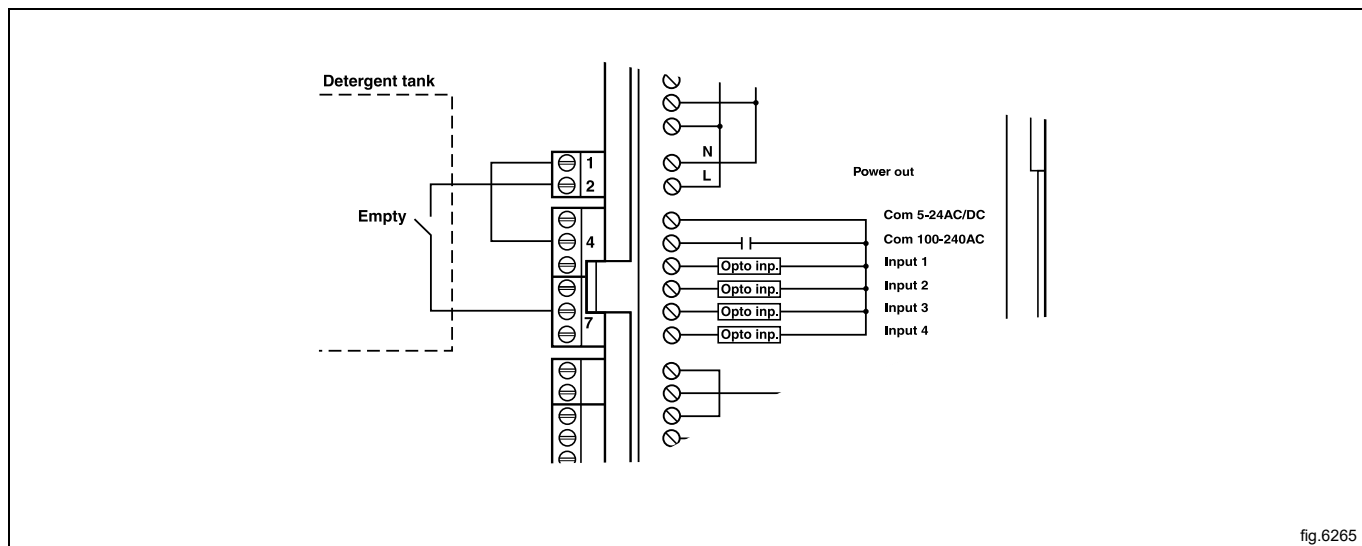 Detergent tank
Empty
1
2
4
7
N
L
Power out
Com 5-24AC/DC
Com 100-240AC
Opto inp. Input 1
Opto inp. Input 2
Opto inp. Input 3
Opto inp. Input 4
fig.6265